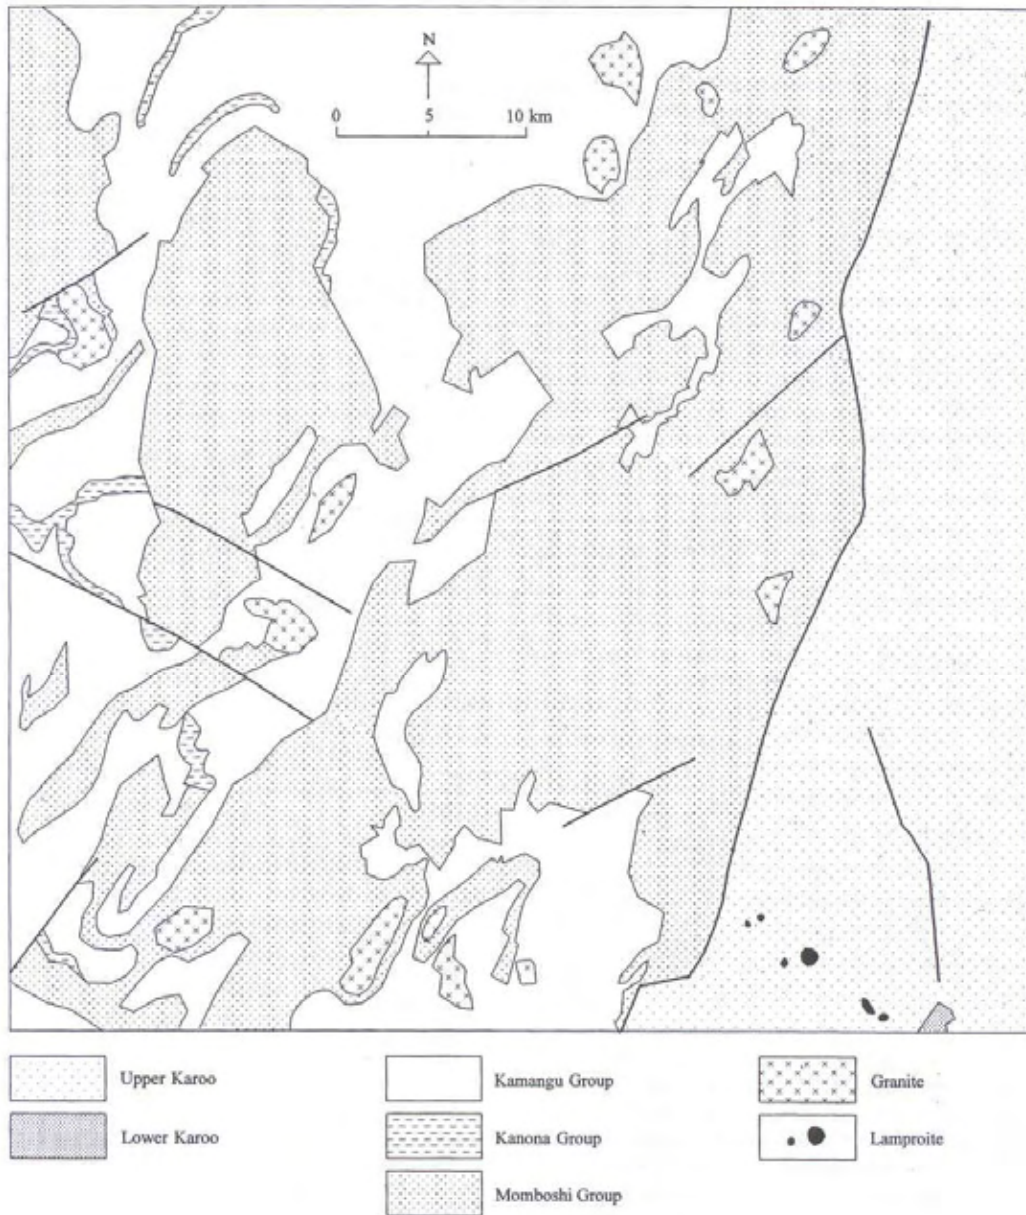 N
0 5 10 km
Upper Karoo
Kamangu Group
Granite
Lower Karoo
Kanona Group
Lamproite
Momboshi Group